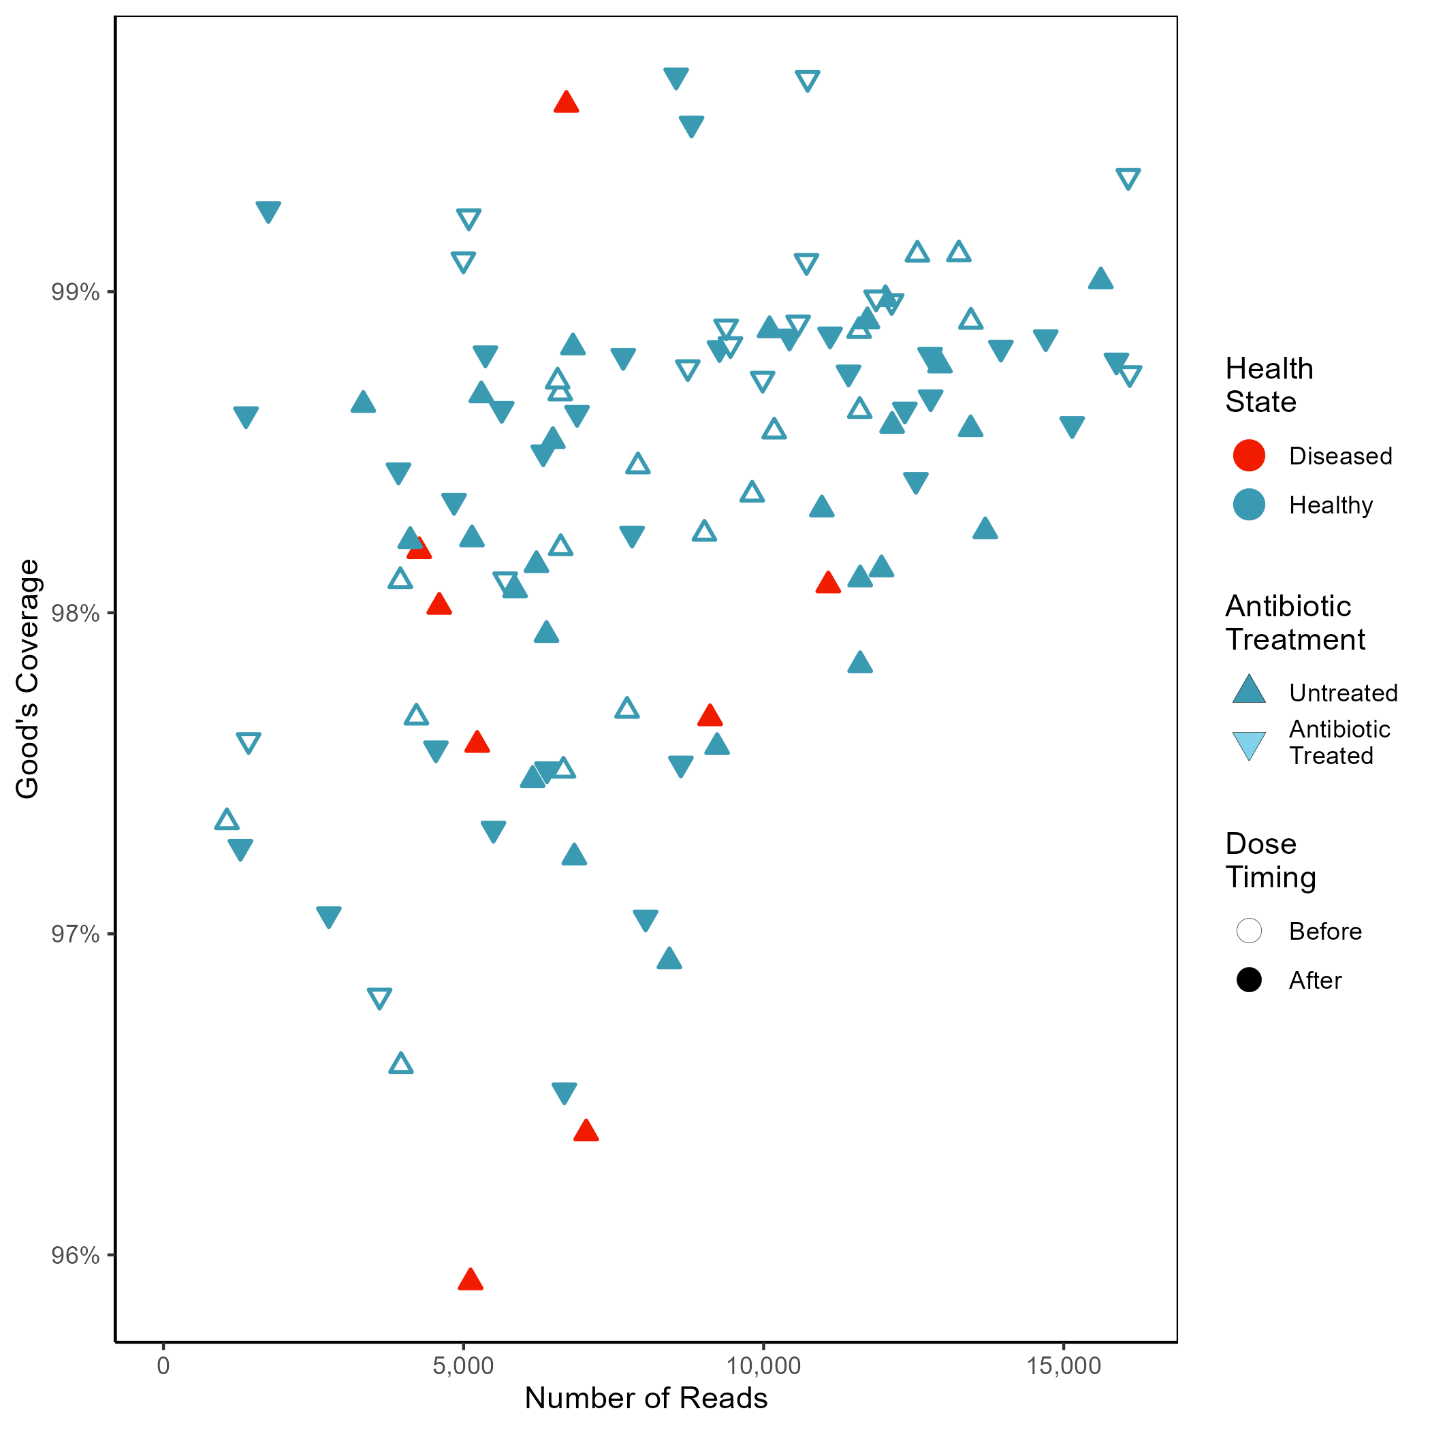 99%
98%
97%
96%
Good's Coverage
0
5,000
10,000
15,000
Number of Reads
Health
State
Diseased
Healthy
Antibiotic
Treatment
Untreated
Antibiotic
Treated
Dose
Timing
Before
After